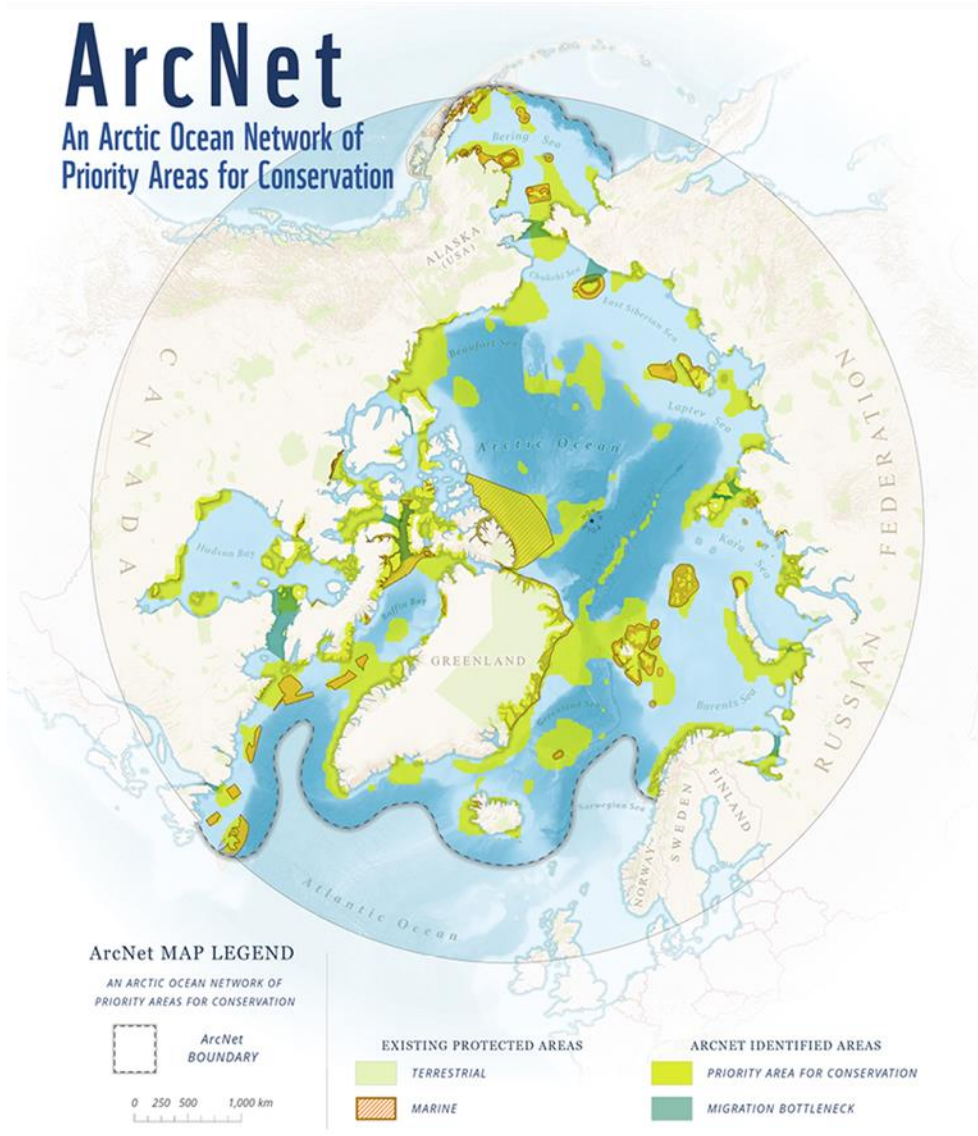 ArcNet
An Arctic Ocean Network of
Priority Areas for Conservation
Bering Sea
ALASKA
(USA)
Chukchi Sea
East Siberian Sea
Beaufort Sea
Laptev Sea
CANADA
Arctic Ocean
RUSSIAN FEDERATION
Hudson Bay
Kara Sea
Baffin Bay
GREENLAND
Greenland Sea
Barents Sea
Norwegian Sea
FINLAND
SWEDEN
NORWAY
Atlantic Ocean
ArcNet MAP LEGEND
AN ARCTIC OCEAN NETWORK OF
PRIORITY AREAS FOR CONSERVATION
ArcNet
BOUNDARY
0 250 500 1,000 km
EXISTING PROTECTED AREAS
TERRESTRIAL
MARINE
ARCNET IDENTIFIED AREAS
PRIORITY AREA FOR CONSERVATION
MIGRATION BOTTLENECK